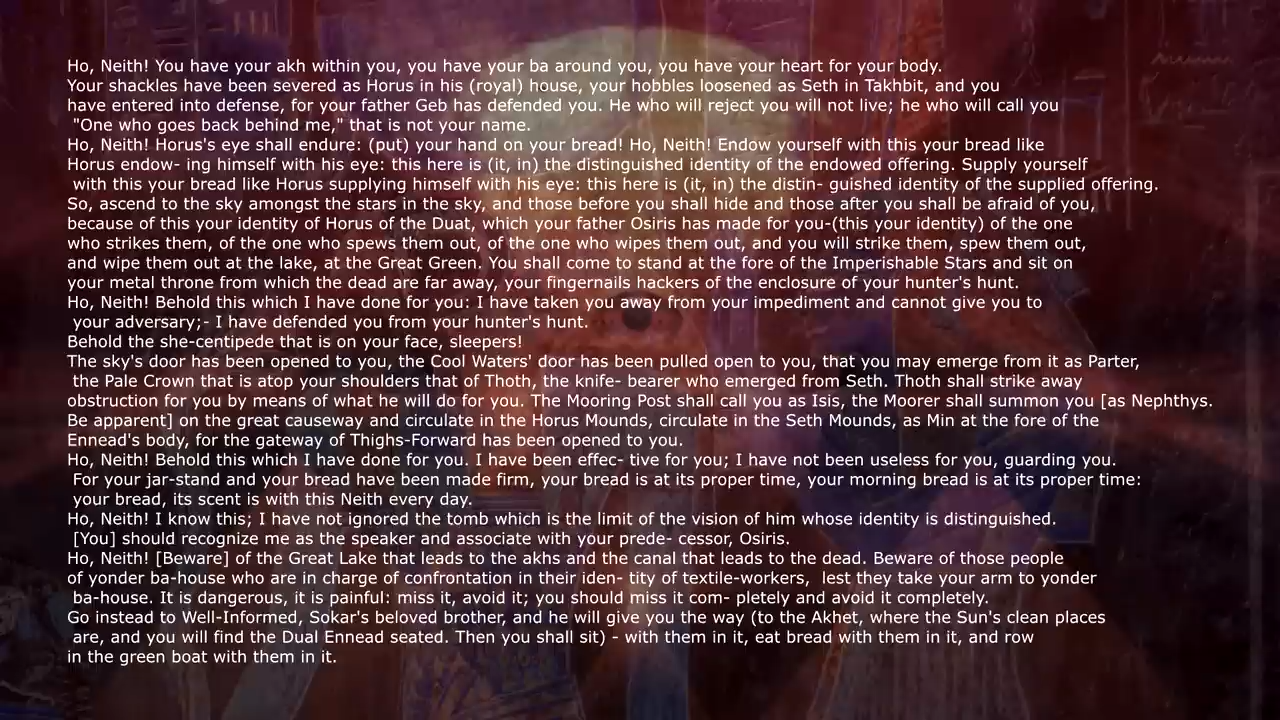 Ho, Neith! You have your akh within you, you have your ba around you, you have your heart for your body.
Your shackles have been severed as Horus in his (royal) house, your hobbles loosened as Seth in Takhbit, and you
have entered into defense, for your father Geb has defended you. He who will reject you will not live; he who will call you
"One who goes back behind me," that is not your name.
Ho, Neith! Horus's eye shall endure: (put) your hand on your bread! Ho, Neith! Endow yourself with this your bread like
Horus endow- ing himself with his eye: this here is (it, in) the distinguished identity of the endowed offering. Supply yourself
with this your bread like Horus supplying himself with his eye: this here is (it, in) the distin- guished identity of the supplied offering.
So, ascend to the sky amongst the stars in the sky, and those before you shall hide and those after you shall be afraid of you,
because of this your identity of Horus of the Duat, which your father Osiris has made for you-(this your identity) of the one
who strikes them, of the one who spews them out, of the one who wipes them out, and you will strike them, spew them out,
and wipe them out at the lake, at the Great Green. You shall come to stand at the fore of the Imperishable Stars and sit on
your metal throne from which the dead are far away, your fingernails hackers of the enclosure of your hunter's hunt.
Ho, Neith! Behold this which I have done for you: I have taken you away from your impediment and cannot give you to
your adversary;- I have defended you from your hunter's hunt.
Behold the she-centipede that is on your face, sleepers!
The sky's door has been opened to you, the Cool Waters' door has been pulled open to you, that you may emerge from it as Parter,
the Pale Crown that is atop your shoulders that of Thoth, the knife- bearer who emerged from Seth. Thoth shall strike away
obstruction for you by means of what he will do for you. The Mooring Post shall call you as Isis, the Moorer shall summon you [as Nephthys.
Be apparent] on the great causeway and circulate in the Horus Mounds, circulate in the Seth Mounds, as Min at the fore of the
Ennead's body, for the gateway of Thighs-Forward has been opened to you.
Ho, Neith! Behold this which I have done for you. I have been effec- tive for you; I have not been useless for you, guarding you.
For your jar-stand and your bread have been made firm, your bread is at its proper time, your morning bread is at its proper time:
your bread, its scent is with this Neith every day.
Ho, Neith! I know this; I have not ignored the tomb which is the limit of the vision of him whose identity is distinguished.
[You] should recognize me as the speaker and associate with your prede- cessor, Osiris.
Ho, Neith! [Beware] of the Great Lake that leads to the akhs and the canal that leads to the dead. Beware of those people
of yonder ba-house who are in charge of confrontation in their iden- tity of textile-workers,  lest they take your arm to yonder
ba-house. It is dangerous, it is painful: miss it, avoid it; you should miss it com- pletely and avoid it completely.
Go instead to Well-Informed, Sokar's beloved brother, and he will give you the way (to the Akhet, where the Sun's clean places
are, and you will find the Dual Ennead seated. Then you shall sit) - with them in it, eat bread with them in it, and row
in the green boat with them in it.